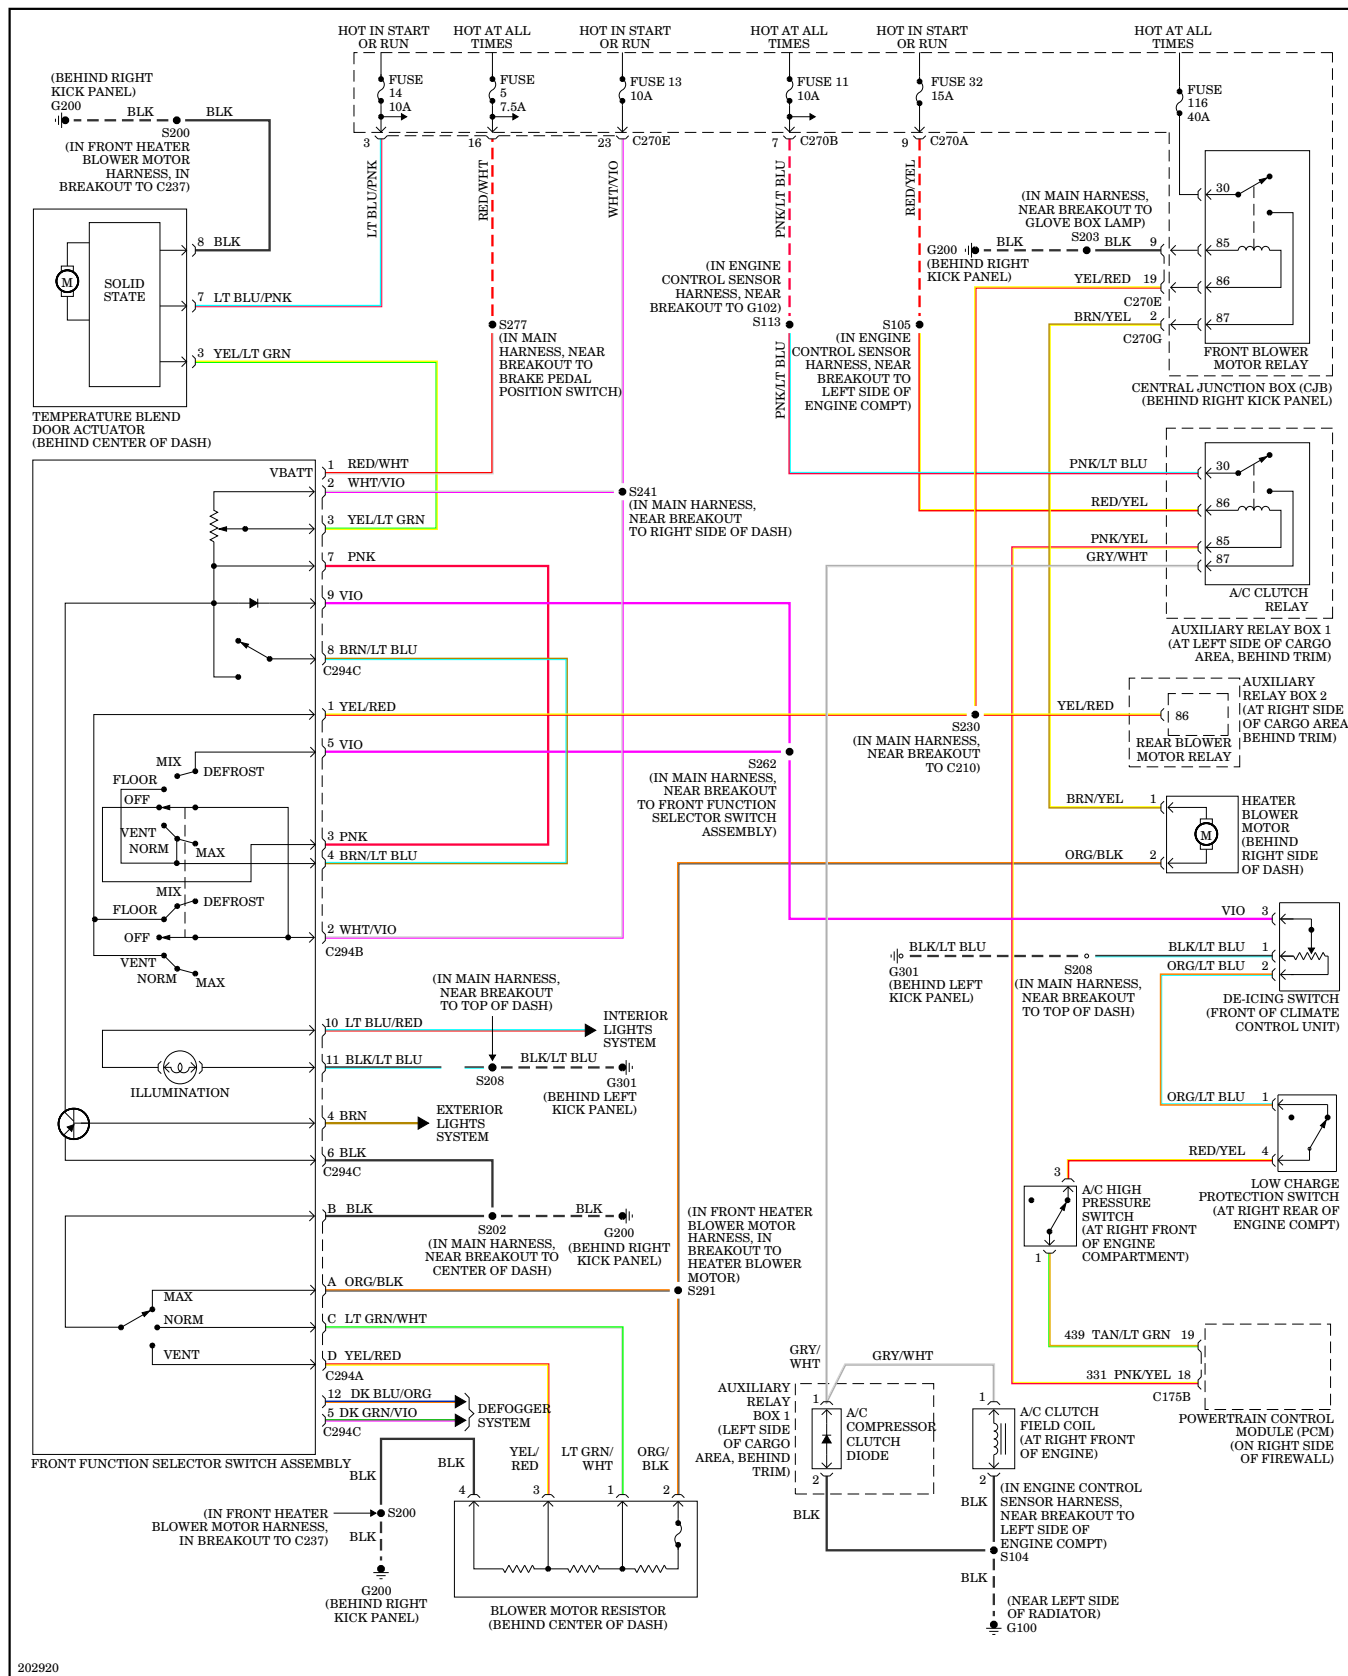 HOT IN START
OR RUN
HOT AT ALL
TIMES
HOT IN START
OR RUN
HOT AT ALL
TIMES
HOT IN START
OR RUN
HOT AT ALL
TIMES
FUSE
14
10A
FUSE
5
7.5A
FUSE 13
10A
FUSE 11
10A
FUSE 32
15A
FUSE
116
40A
3
16
23
C270E
7
C270B
9
C270A
LT BLU/PNK
RED/WHT
WHT/VIO
PNK/LT BLU
RED/YEL
(BEHIND RIGHT
KICK PANEL)
G200
BLK
BLK
S200
(IN FRONT HEATER
BLOWER MOTOR
HARNESS, IN
BREAKOUT TO C237)
M
SOLID
STATE
8 BLK
7 LT BLU/PNK
3 YEL/LT GRN
TEMPERATURE BLEND
DOOR ACTUATOR
(BEHIND CENTER OF DASH)
S277
(IN MAIN
HARNESS, NEAR
BREAKOUT TO
BRAKE PEDAL
POSITION SWITCH)
(IN ENGINE
CONTROL SENSOR
HARNESS, NEAR
BREAKOUT TO G102)
S113
PNK/LT BLU
S105
(IN ENGINE
CONTROL SENSOR
HARNESS, NEAR
BREAKOUT TO
LEFT SIDE OF
ENGINE COMPT)
(IN MAIN HARNESS,
NEAR BREAKOUT TO
GLOVE BOX LAMP)
S203
G200
BLK
BLK
9
(BEHIND RIGHT
KICK PANEL)
YEL/RED 19
C270E
BRN/YEL 2
C270G
30
85
86
87
FRONT BLOWER
MOTOR RELAY
CENTRAL JUNCTION BOX (CJB)
(BEHIND RIGHT KICK PANEL)
PNK/LT BLU
30
RED/YEL
86
PNK/YEL
85
GRY/WHT
87
A/C CLUTCH
RELAY
AUXILIARY RELAY BOX 1
(AT LEFT SIDE OF CARGO
AREA, BEHIND TRIM)
VBATT
1 RED/WHT
2 WHT/VIO
3 YEL/LT GRN
7 PNK
9 VIO
8 BRN/LT BLU
C294C
S241
(IN MAIN HARNESS,
NEAR BREAKOUT
TO RIGHT SIDE OF DASH)
1 YEL/RED
5 VIO
3 PNK
4 BRN/LT BLU
2 WHT/VIO
C294B
MIX
DEFROST
FLOOR
OFF
VENT
NORM
MAX
MIX
DEFROST
FLOOR
OFF
VENT
NORM
MAX
S262
(IN MAIN HARNESS,
NEAR BREAKOUT
TO FRONT FUNCTION
SELECTOR SWITCH
ASSEMBLY)
S230
(IN MAIN HARNESS,
NEAR BREAKOUT
TO C210)
YEL/RED
86
REAR BLOWER
MOTOR RELAY
AUXILIARY
RELAY BOX 2
(AT RIGHT SIDE
OF CARGO AREA
BEHIND TRIM)
BRN/YEL 1
ORG/BLK 2
M
HEATER
BLOWER
MOTOR
(BEHIND
RIGHT SIDE
OF DASH)
VIO 3
BLK/LT BLU 1
ORG/LT BLU 2
DE-ICING SWITCH
(FRONT OF CLIMATE
CONTROL UNIT)
BLK/LT BLU
G301
(BEHIND LEFT
KICK PANEL)
S208
(IN MAIN HARNESS,
NEAR BREAKOUT
TO TOP OF DASH)
(IN MAIN HARNESS,
NEAR BREAKOUT
TO TOP OF DASH)
10 LT BLU/RED
INTERIOR
LIGHTS
SYSTEM
11 BLK/LT BLU
S208
BLK/LT BLU
G301
(BEHIND LEFT
KICK PANEL)
ILLUMINATION
4 BRN
EXTERIOR
LIGHTS
SYSTEM
6 BLK
C294C
B BLK
S202
(IN MAIN HARNESS,
NEAR BREAKOUT TO
CENTER OF DASH)
BLK
G200
(BEHIND RIGHT
KICK PANEL)
A ORG/BLK
C LT GRN/WHT
D YEL/RED
C294A
12 DK BLU/ORG
5 DK GRN/VIO
C294C
DEFOGGER
SYSTEM
MAX
NORM
VENT
FRONT FUNCTION SELECTOR SWITCH ASSEMBLY
(IN FRONT HEATER
BLOWER MOTOR
HARNESS, IN
BREAKOUT TO
HEATER BLOWER
MOTOR)
S291
ORG/LT BLU 1
RED/YEL 4
LOW CHARGE
PROTECTION SWITCH
(AT RIGHT REAR OF
ENGINE COMPT)
3
A/C HIGH
PRESSURE
SWITCH
(AT RIGHT FRONT
OF ENGINE
COMPARTMENT)
1
439 TAN/LT GRN 19
331 PNK/YEL 18
C175B
POWERTRAIN CONTROL
MODULE (PCM)
(ON RIGHT SIDE
OF FIREWALL)
GRY/
WHT
GRY/WHT
AUXILIARY
RELAY
BOX 1
(LEFT SIDE
OF CARGO
AREA, BEHIND
TRIM)
1
A/C
COMPRESSOR
CLUTCH
DIODE
2
BLK
1
A/C CLUTCH
FIELD COIL
(AT RIGHT FRONT
OF ENGINE)
2
BLK
(IN ENGINE CONTROL
SENSOR HARNESS,
NEAR BREAKOUT TO
LEFT SIDE OF
ENGINE COMPT)
S104
BLK
(NEAR LEFT SIDE
OF RADIATOR)
G100
BLK
BLK
YEL/
RED
LT GRN/
WHT
ORG/
BLK
4
3
1
2
(IN FRONT HEATER
BLOWER MOTOR HARNESS,
IN BREAKOUT TO C237)
S200
BLK
G200
(BEHIND RIGHT
KICK PANEL)
BLOWER MOTOR RESISTOR
(BEHIND CENTER OF DASH)
202920